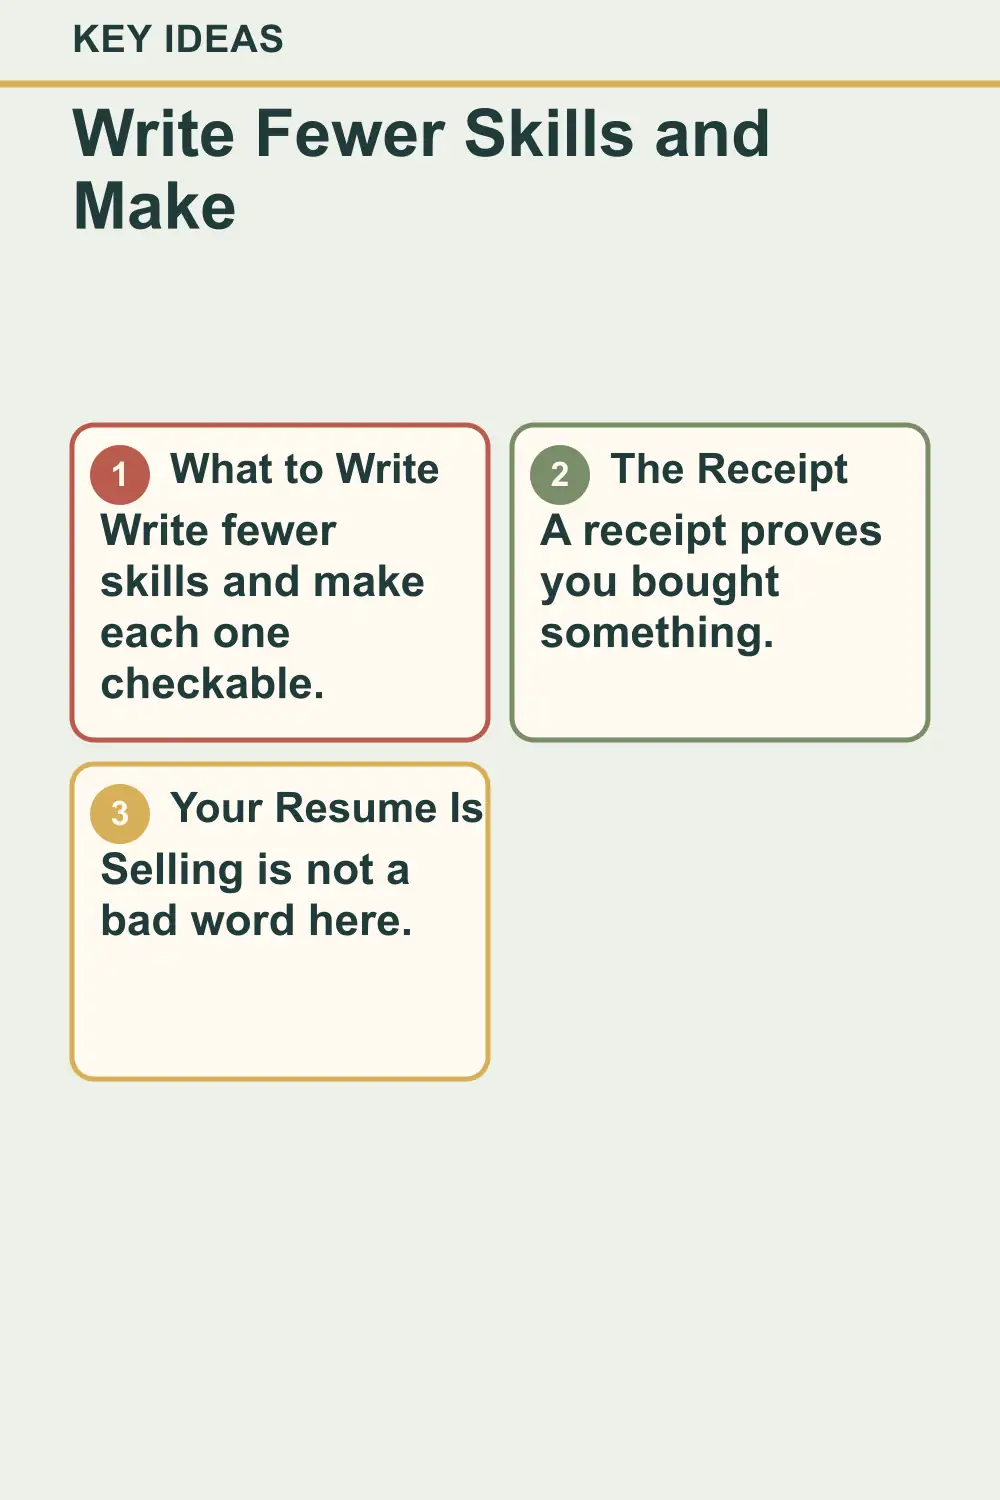 KEY IDEAS
Write Fewer Skills and
Make
1 What to Write
Write fewer
skills and make
each one
checkable.
2 The Receipt
A receipt proves
you bought
something.
3 Your Resume Is
Selling is not a
bad word here.